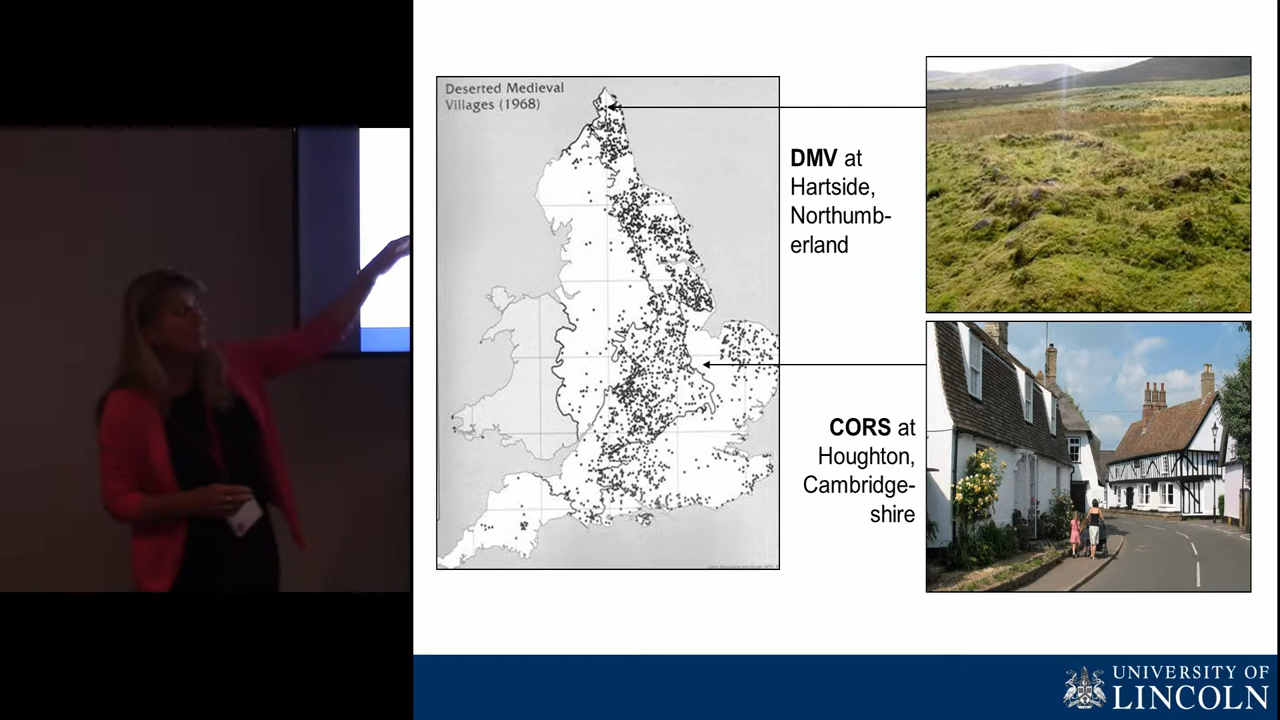 Deserted Medieval
Villages (1968)
DMV at
Hartside,
Northumb-
erland
CORS at
Houghton,
Cambridge-
shire
UNIVERSITY OF
LINCOLN